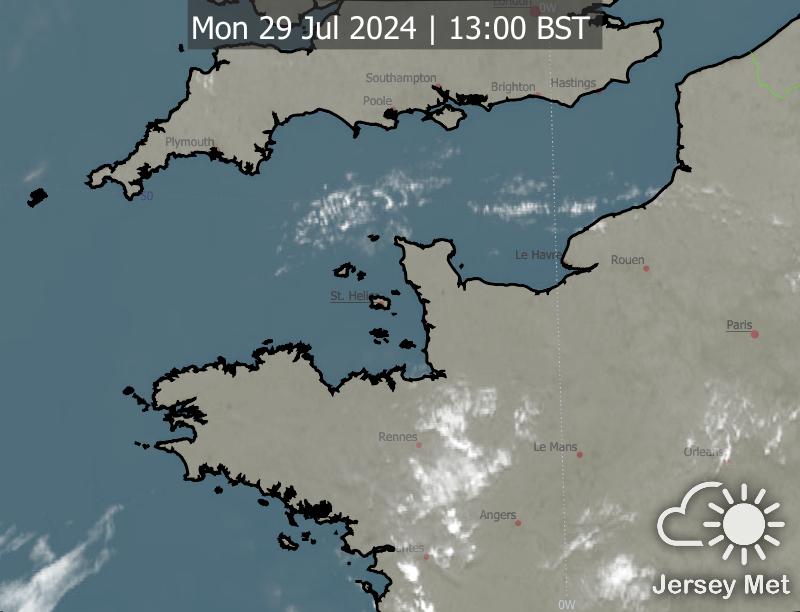 London
0W
Mon 29 Jul 2024 | 13:00 BST
Southampton
Brighton
Hastings
Poole
Plymouth
50
Le Havre
Rouen
St. Helier
Paris
Rennes
Le Mans
Orleans
Angers
0W
Jersey Met